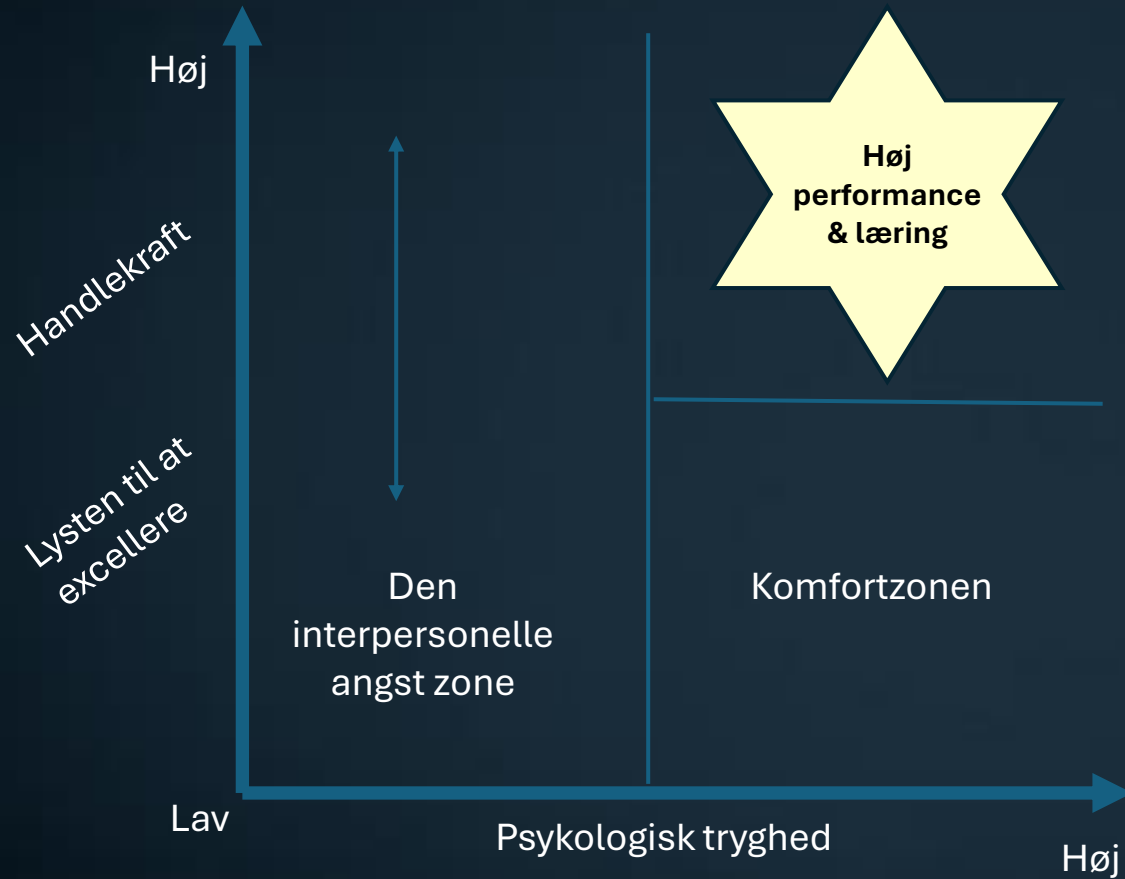 Høj
Høj
performance
& læring
Handlekraft
Lysten til at
excellere
Den
interpersonelle
angst zone
Komfortzonen
Lav
Psykologisk tryghed
Høj